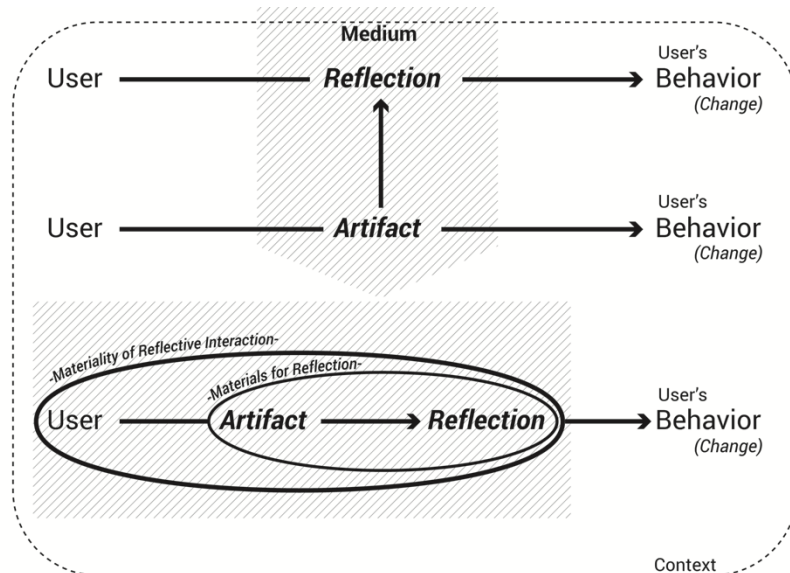 Medium
User Reflection User's
Behavior
(Change)
User Artifact User's
Behavior
(Change)
-Materiality of Reflective Interaction-
-Materials for Reflection-
User Artifact Reflection User's
Behavior
(Change)
Context